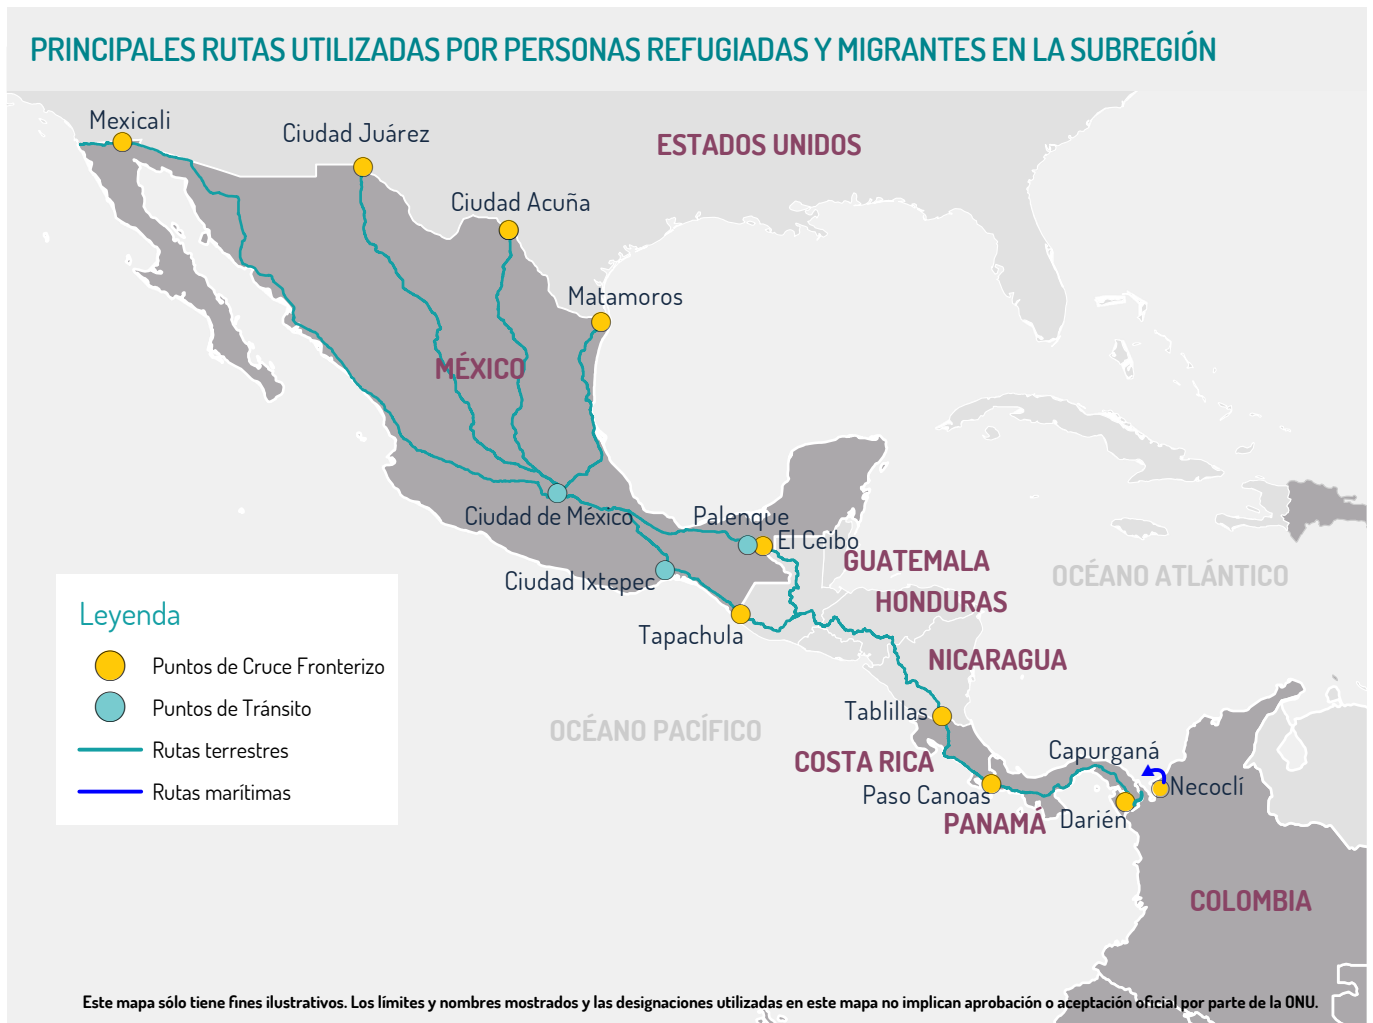 PRINCIPALES RUTAS UTILIZADAS POR PERSONAS REFUGIADAS Y MIGRANTES EN LA SUBREGIÓN
Mexicali
Ciudad Juárez
ESTADOS UNIDOS
Ciudad Acuña
Matamoros
MÉXICO
Ciudad de México
Palenque
El Ceibo
GUATEMALA
OCÉANO ATLÁNTICO
Ciudad Ixtepec
HONDURAS
Tapachula
NICARAGUA
Tablillas
OCÉANO PACÍFICO
COSTA RICA
Capurganá
Paso Canoas
Necoclí
PANAMÁ
Darién
COLOMBIA
Leyenda
Puntos de Cruce Fronterizo
Puntos de Tránsito
Rutas terrestres
Rutas marítimas
Este mapa sólo tiene fines ilustrativos. Los límites y nombres mostrados y las designaciones utilizadas en este mapa no implican aprobación o aceptación oficial por parte de la ONU.